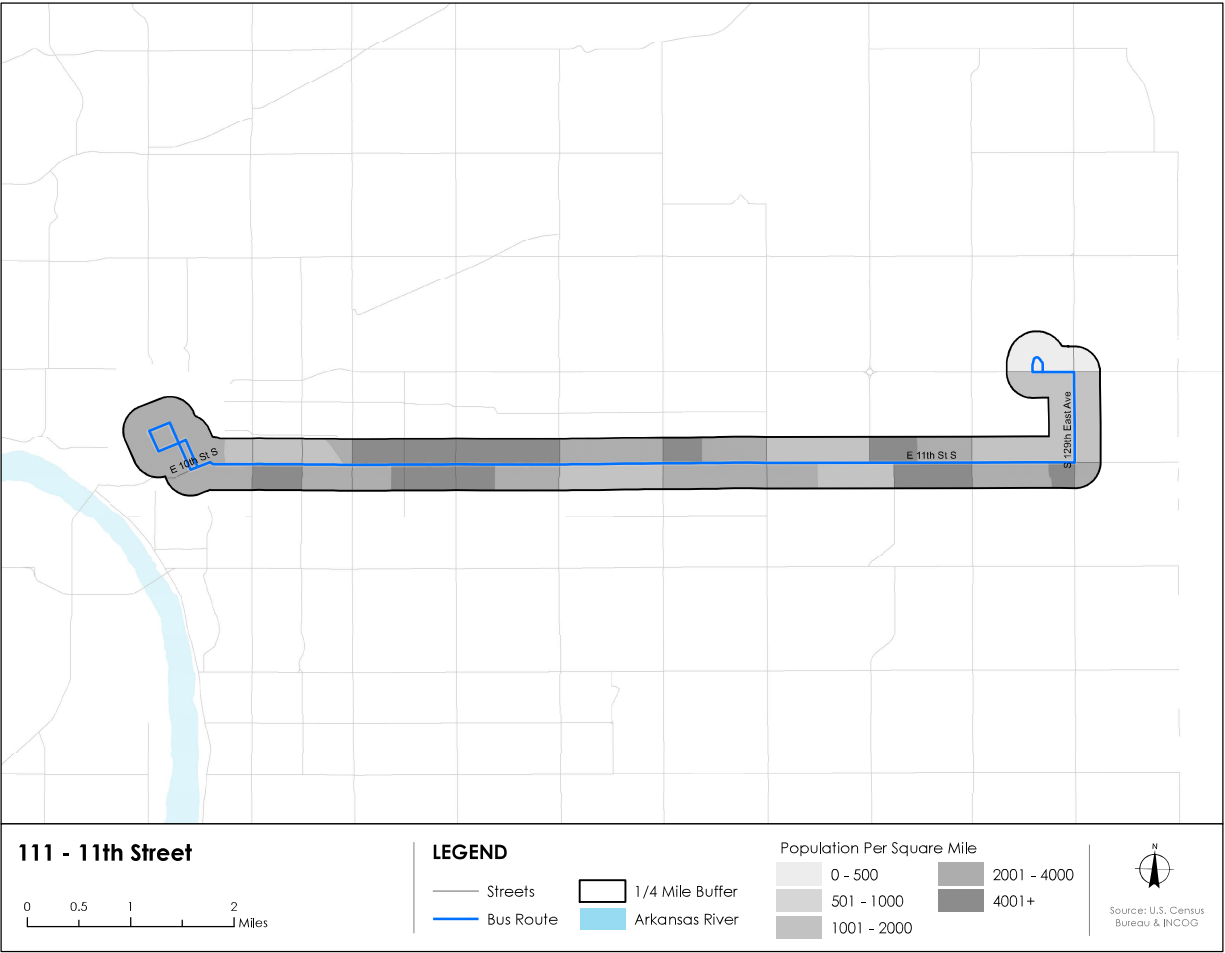 S 129th East Ave
E 10th St S
E 11th St S
111 - 11th Street
0 0.5 1 2
Miles
LEGEND
Streets
Bus Route
1/4 Mile Buffer
Arkansas River
Population Per Square Mile
0 - 500
501 - 1000
1001 - 2000
2001 - 4000
4001+
N
Source: U.S. Census
Bureau & INCOG